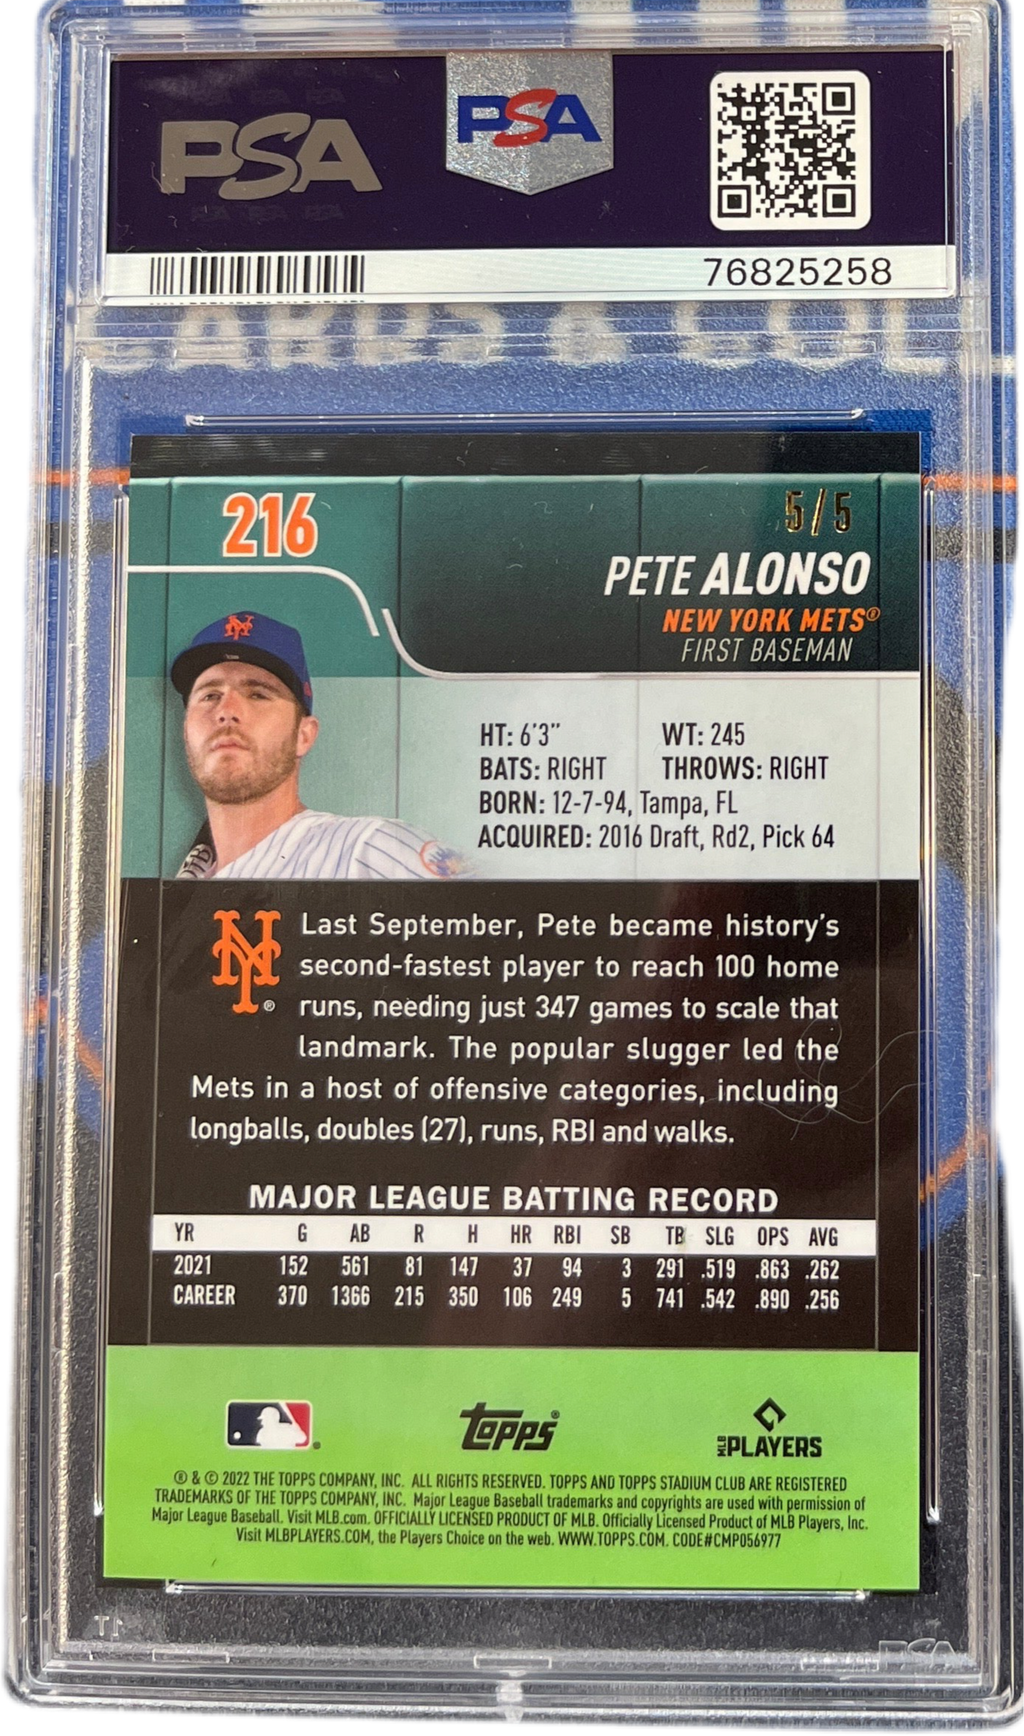 PSA
PSA
76825258
CARDS & COL
216
5/5
PETE ALONSO
NEW YORK METS®
FIRST BASEMAN
HT: 6'3" WT: 245
BATS: RIGHT THROWS: RIGHT
BORN: 12-7-94, Tampa, FL
ACQUIRED: 2016 Draft, Rd2, Pick 64
NY
Last September, Pete became history's
second-fastest player to reach 100 home
® runs, needing just 347 games to scale that
landmark. The popular slugger led the
Mets in a host of offensive categories, including
longballs, doubles (27), runs, RBI and walks.
MAJOR LEAGUE BATTING RECORD
YR G AB R H HR RBI SB TB SLG OPS AVG
2021 152 561 81 147 37 94 3 291 .519 .863 .262
CAREER 370 1366 215 350 106 249 5 741 .542 .890 .256
topps®
MLB PLAYERS
® & © 2022 THE TOPPS COMPANY, INC. ALL RIGHTS RESERVED. TOPPS AND TOPPS STADIUM CLUB ARE REGISTERED
TRADEMARKS OF THE TOPPS COMPANY, INC. Major League Baseball trademarks and copyrights are used with permission of
Major League Baseball. Visit MLB.com. OFFICIALLY LICENSED PRODUCT OF MLB. Officially Licensed Product of MLB Players, Inc.
Visit MLBPLAYERS.COM, the Players Choice on the web. WWW.TOPPS.COM. CODE#CMP056977
PSA